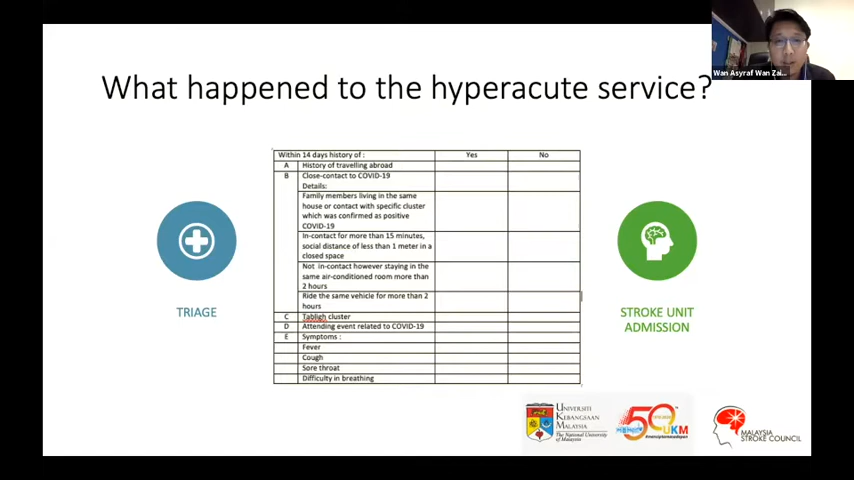 Wan Asyraf Wan Zai...
What happened to the hyperacute service?
Within 14 days history of :
Yes
No
A
History of travelling abroad
B
Close-contact to COVID-19
Details:
Family members living in the same
house or contact with specific cluster
which was confirmed as positive
COVID-19
In-contact for more than 15 minutes,
social distance of less than 1 meter in a
closed space
Not in-contact however staying in the
same air-conditioned room more than
2 hours
Ride the same vehicle for more than 2
hours
C
Tabligh cluster
D
Attending event related to COVID-19
E
Symptoms :
Fever
Cough
Sore throat
Difficulty in breathing
TRIAGE
STROKE UNIT
ADMISSION
UNIVERSITI
KEBANGSAAN
MALAYSIA
The National University
of Malaysia
50
UKM
MALAYSIA
STROKE COUNCIL